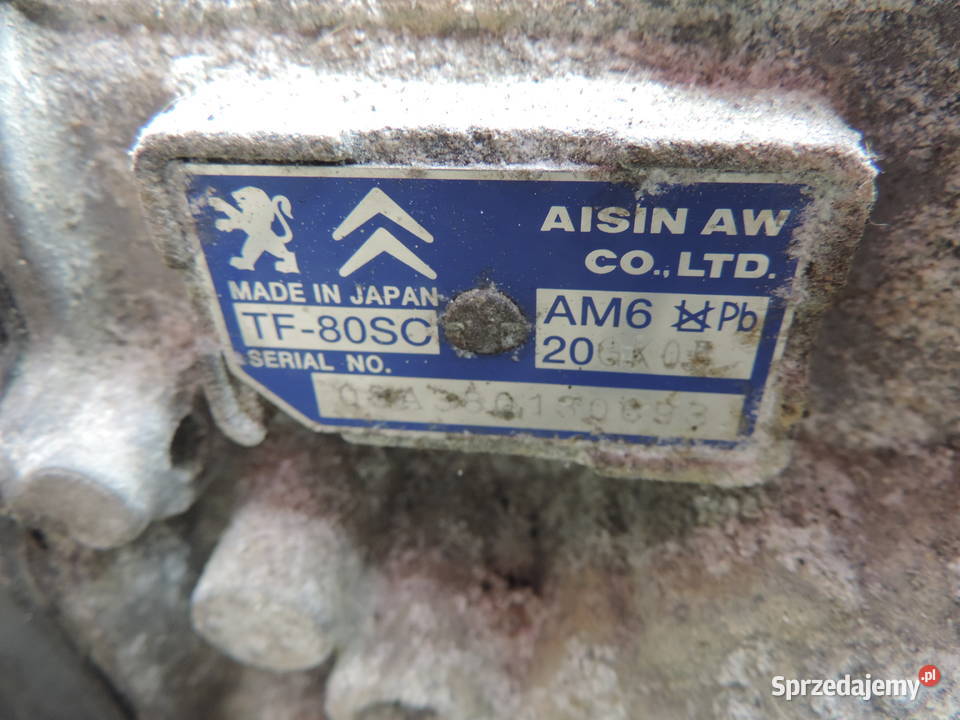 AISIN AW
CO., LTD.
MADE IN JAPAN
TF-80SC
AM6 Pb
SERIAL NO.
Sprzedajemy.pl